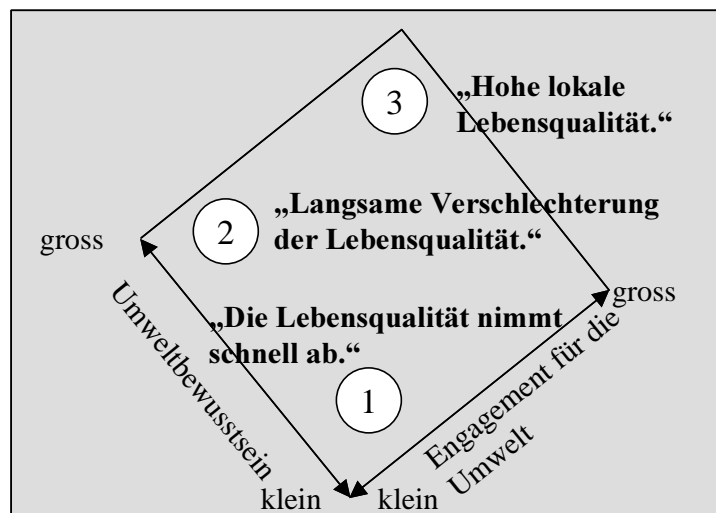 3
„Hohe lokale
Lebensqualität.“
2
„Langsame Verschlechterung
der Lebensqualität.“
gross
gross
„Die Lebensqualität nimmt
schnell ab.“
1
Umweltbewusstsein
Engagement für die
Umwelt
klein
klein